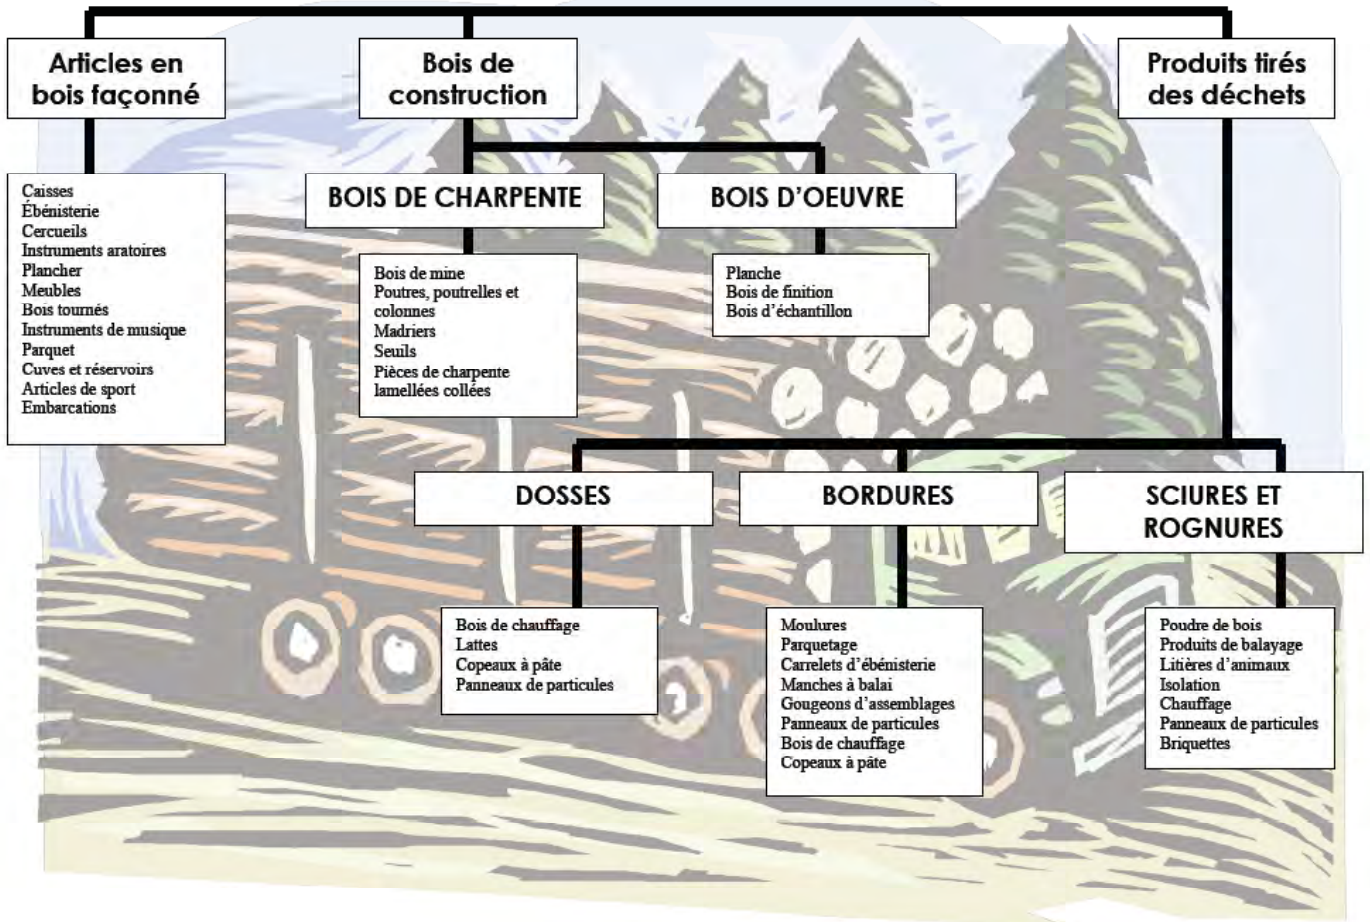 Articles en
bois façonné
Bois de
construction
Produits tirés
des déchets
Caisses
Ébénisterie
Cercueils
Instruments aratoires
Plancher
Meubles
Bois tournés
Instruments de musique
Parquet
Cuves et réservoirs
Articles de sport
Embarcations
BOIS DE CHARPENTE
Bois de mine
Poutres, poutrelles et
colonnes
Madriers
Seuils
Pièces de charpente
lamellées collées
BOIS D'OEUVRE
Planche
Bois de finition
Bois d'échantillon
DOSSES
Bois de chauffage
Lattes
Copeaux à pâte
Panneaux de particules
BORDURES
Moulures
Parquetage
Carrelets d'ébénisterie
Manches à balai
Gougeons d'assemblages
Panneaux de particules
Bois de chauffage
Copeaux à pâte
SCIURES ET
ROGNURES
Poudre de bois
Produits de balayage
Litières d'animaux
Isolation
Chauffage
Panneaux de particules
Briquettes